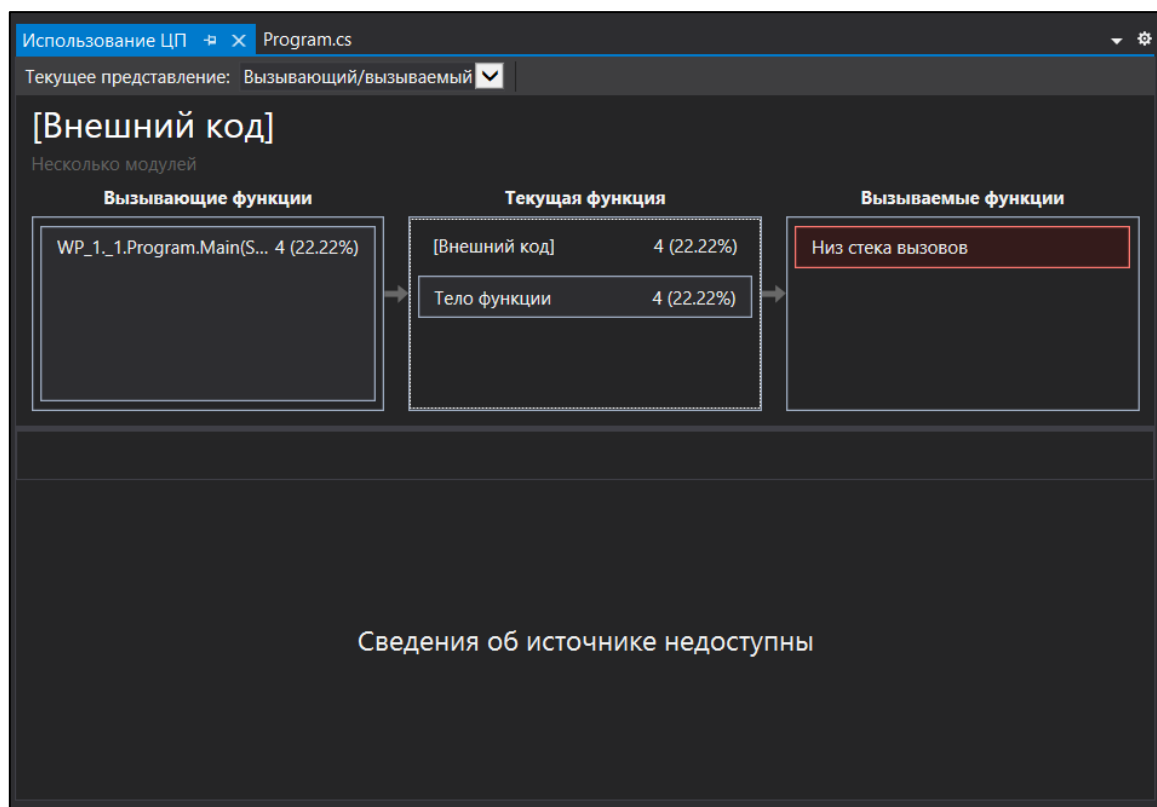 Использование ЦП Program.cs
Текущее представление: Вызывающий/вызываемый
[Внешний код]
Несколько модулей
Вызывающие функции Текущая функция Вызываемые функции
WP_1._1.Program.Main(S... 4 (22.22%) [Внешний код] 4 (22.22%) Низ стека вызовов
Тело функции 4 (22.22%)
Сведения об источнике недоступны